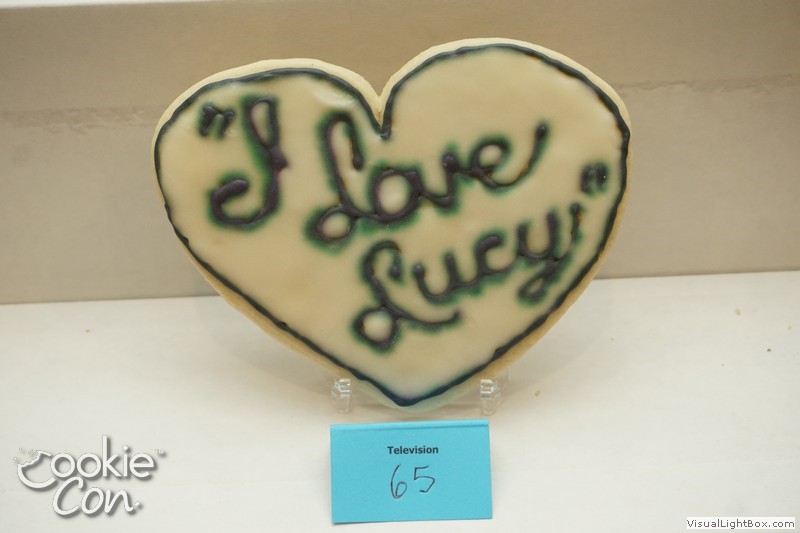 "I Love
Lucy"
Television
65
Cookie
Con
VisualLightBox.com